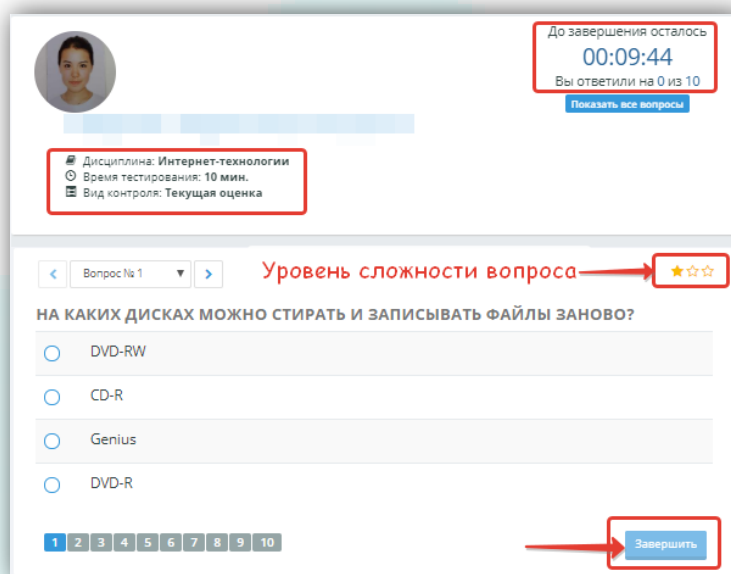 До завершения осталось
00:09:44
Вы ответили на 0 из 10
Показать все вопросы
Дисциплина: Интернет-технологии
Время тестирования: 10 мин.
Вид контроля: Текущая оценка
Вопрос № 1
Уровень сложности вопроса
НА КАКИХ ДИСКАХ МОЖНО СТИРАТЬ И ЗАПИСЫВАТЬ ФАЙЛЫ ЗАНОВО?
DVD-RW
CD-R
Genius
DVD-R
1 2 3 4 5 6 7 8 9 10
Завершить